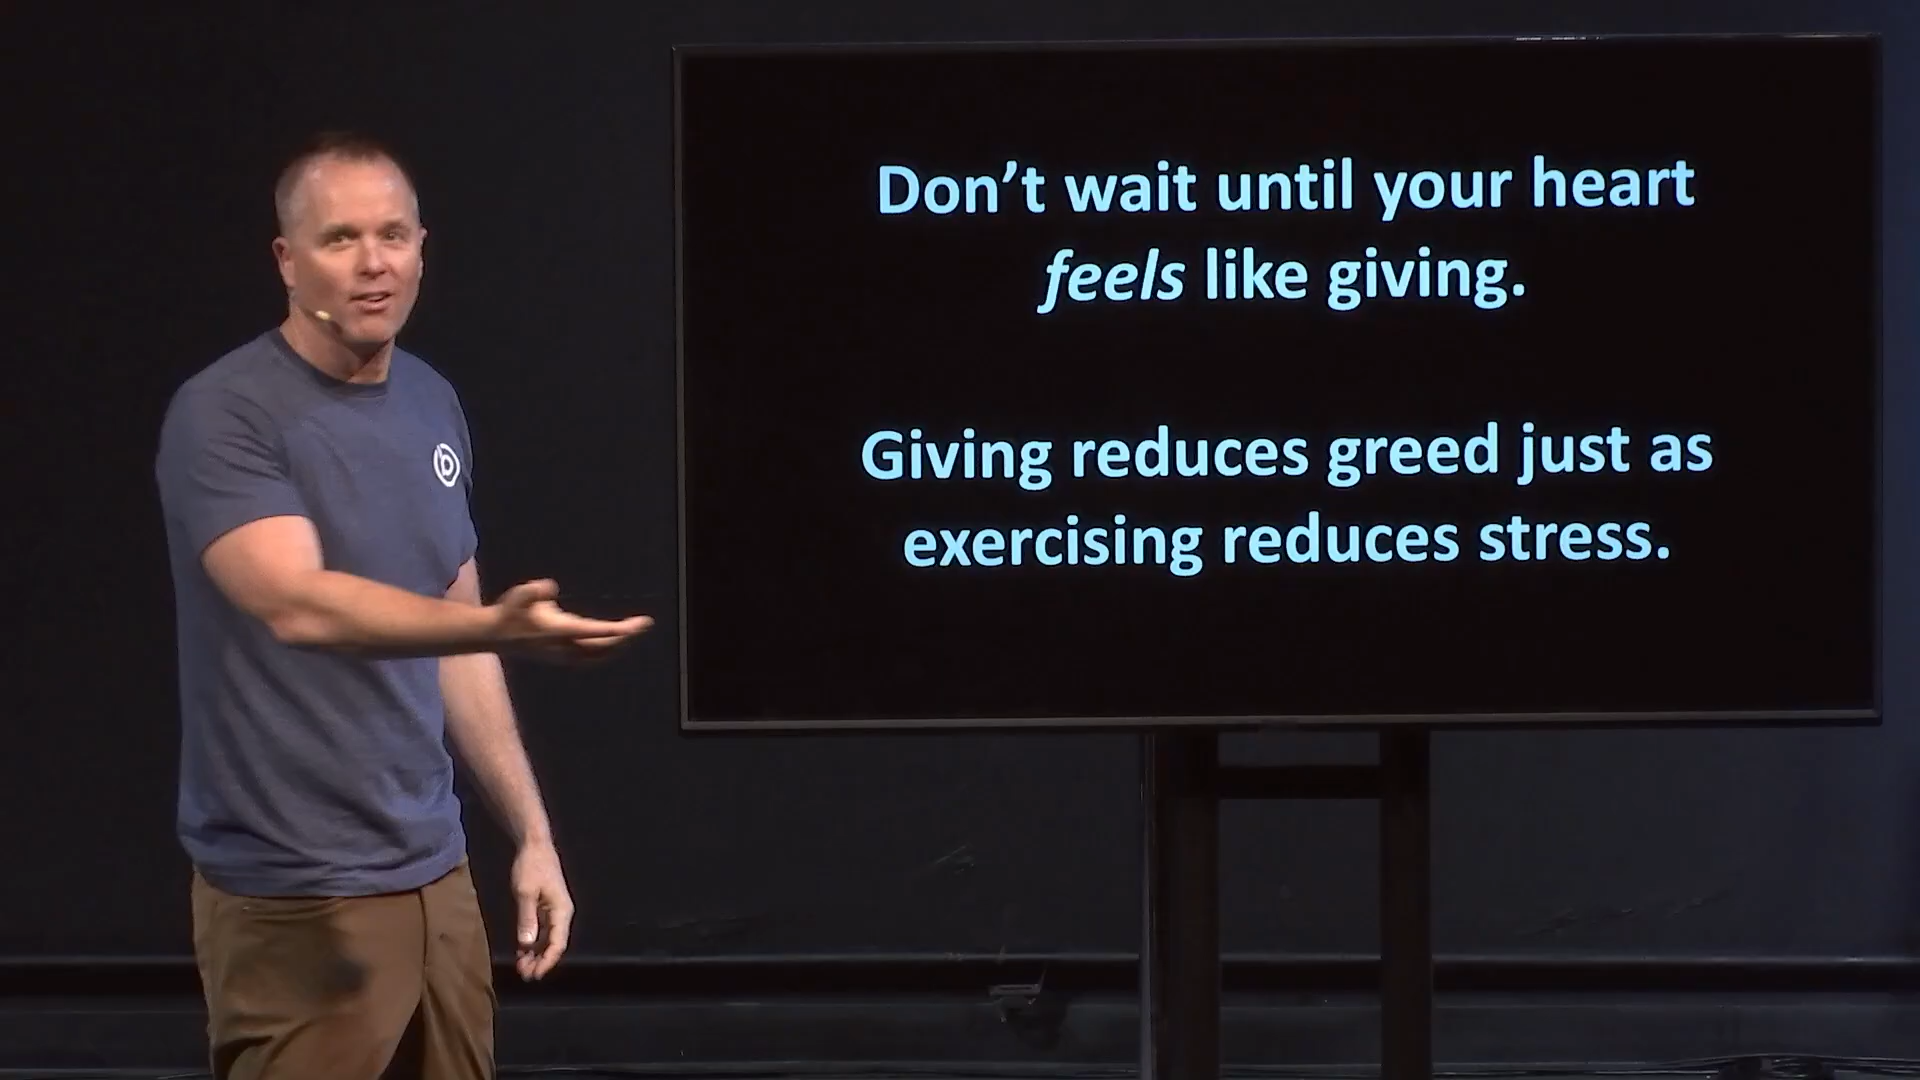 Don’t wait until your heart
feels like giving.
Giving reduces greed just as
exercising reduces stress.
b